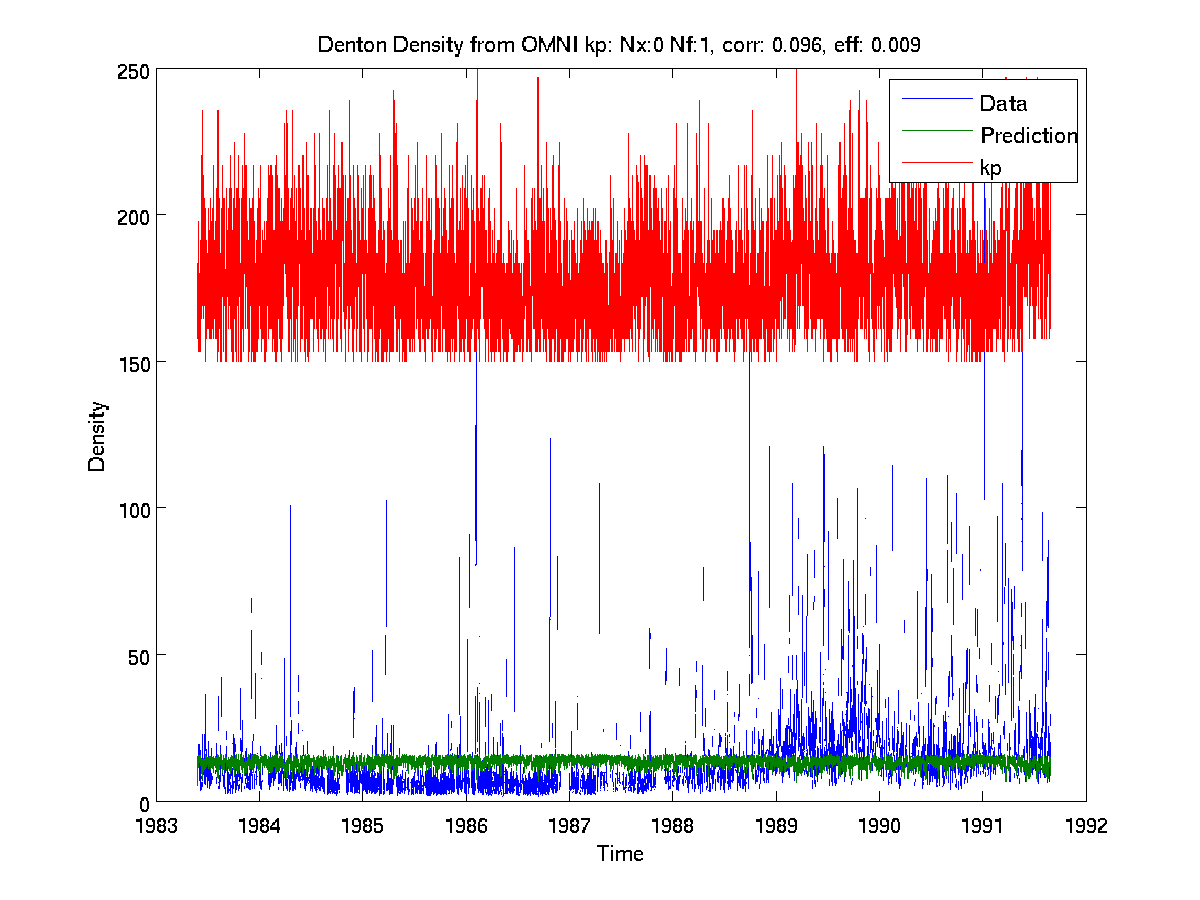 Denton Density from OMNI kp: Nx:0 Nf:1, corr: 0.096, eff: 0.009
250
200
150
100
50
0
Density
Data
Prediction
kp
1983 1984 1985 1986 1987 1988 1989 1990 1991 1992
Time